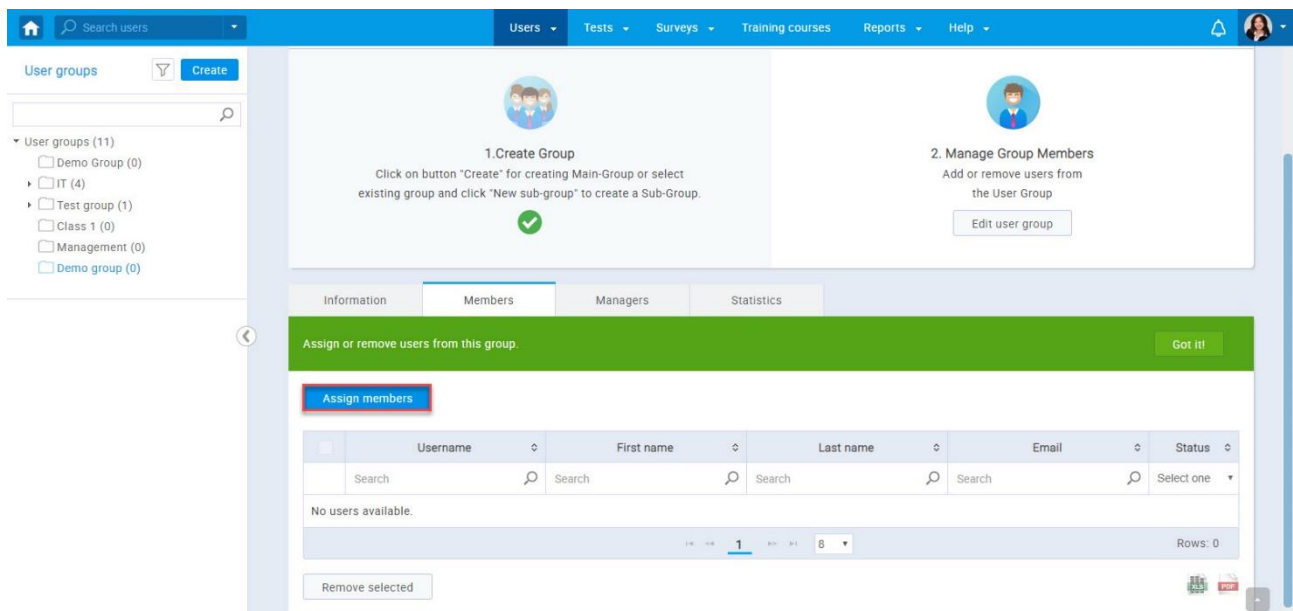 Search users
Users
Tests
Surveys
Training courses
Reports
Help
User groups
Create
User groups (11)
Demo Group (0)
IT (4)
Test group (1)
Class 1 (0)
Management (0)
Demo group (0)
1.Create Group
Click on button "Create" for creating Main-Group or select
existing group and click "New sub-group" to create a Sub-Group.
2. Manage Group Members
Add or remove users from
the User Group
Edit user group
Information
Members
Managers
Statistics
Assign or remove users from this group.
Got it!
Assign members
Username
First name
Last name
Email
Status
Search
Search
Search
Search
Select one
No users available.
1
8
Rows: 0
Remove selected
XLS
PDF